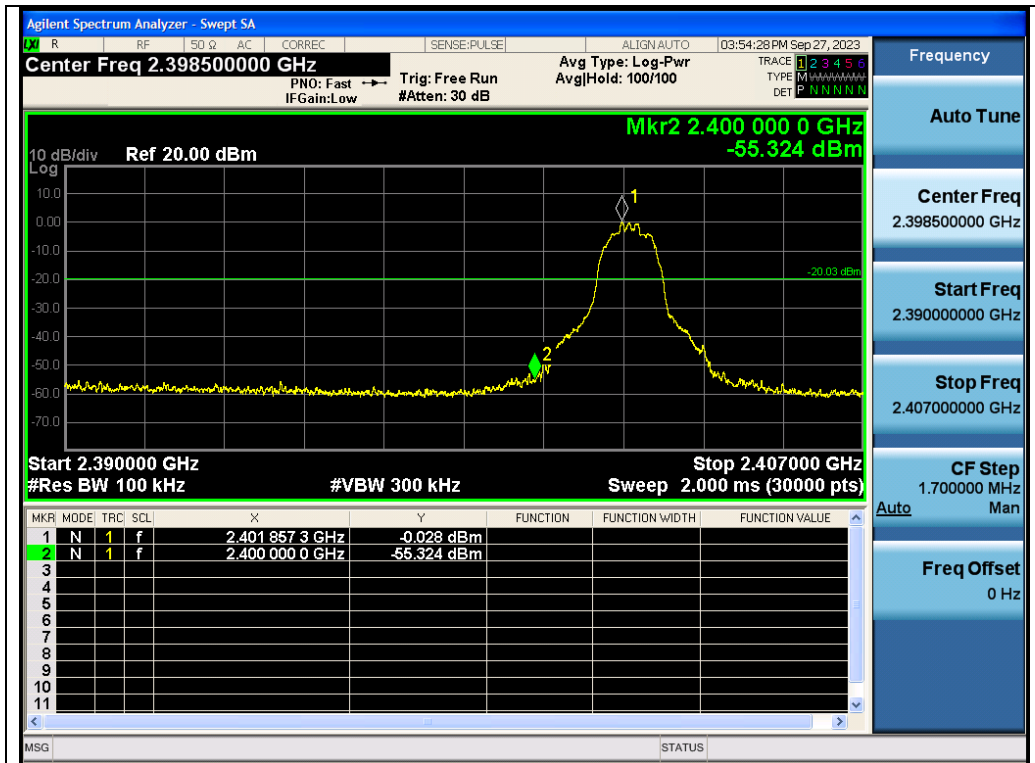 Agilent Spectrum Analyzer - Swept SA
LXI R RF 50 Ω AC CORREC SENSE:PULSE ALIGN AUTO 03:54:28 PM Sep 27, 2023
Center Freq 2.398500000 GHz
PNO: Fast
IFGain:Low
Trig: Free Run
#Atten: 30 dB
Avg Type: Log-Pwr
Avg|Hold: 100/100
TRACE 1 2 3 4 5 6
TYPE M
DET P N N N N N
Mkr2 2.400 000 0 GHz
-55.324 dBm
10 dB/div Ref 20.00 dBm
Log
10.0
0.00
-10.0
-20.0
-30.0
-40.0
-50.0
-60.0
-70.0
1
-20.03 dBm
2
Start 2.390000 GHz Stop 2.407000 GHz
#Res BW 100 kHz #VBW 300 kHz Sweep 2.000 ms (30000 pts)
MKR MODE TRC SCL X Y FUNCTION FUNCTION WIDTH FUNCTION VALUE
1 N 1 f 2.401 857 3 GHz -0.028 dBm
2 N 1 f 2.400 000 0 GHz -55.324 dBm
3
4
5
6
7
8
9
10
11
MSG STATUS
Frequency
Auto Tune
Center Freq
2.398500000 GHz
Start Freq
2.390000000 GHz
Stop Freq
2.407000000 GHz
CF Step
1.700000 MHz
Auto Man
Freq Offset
0 Hz